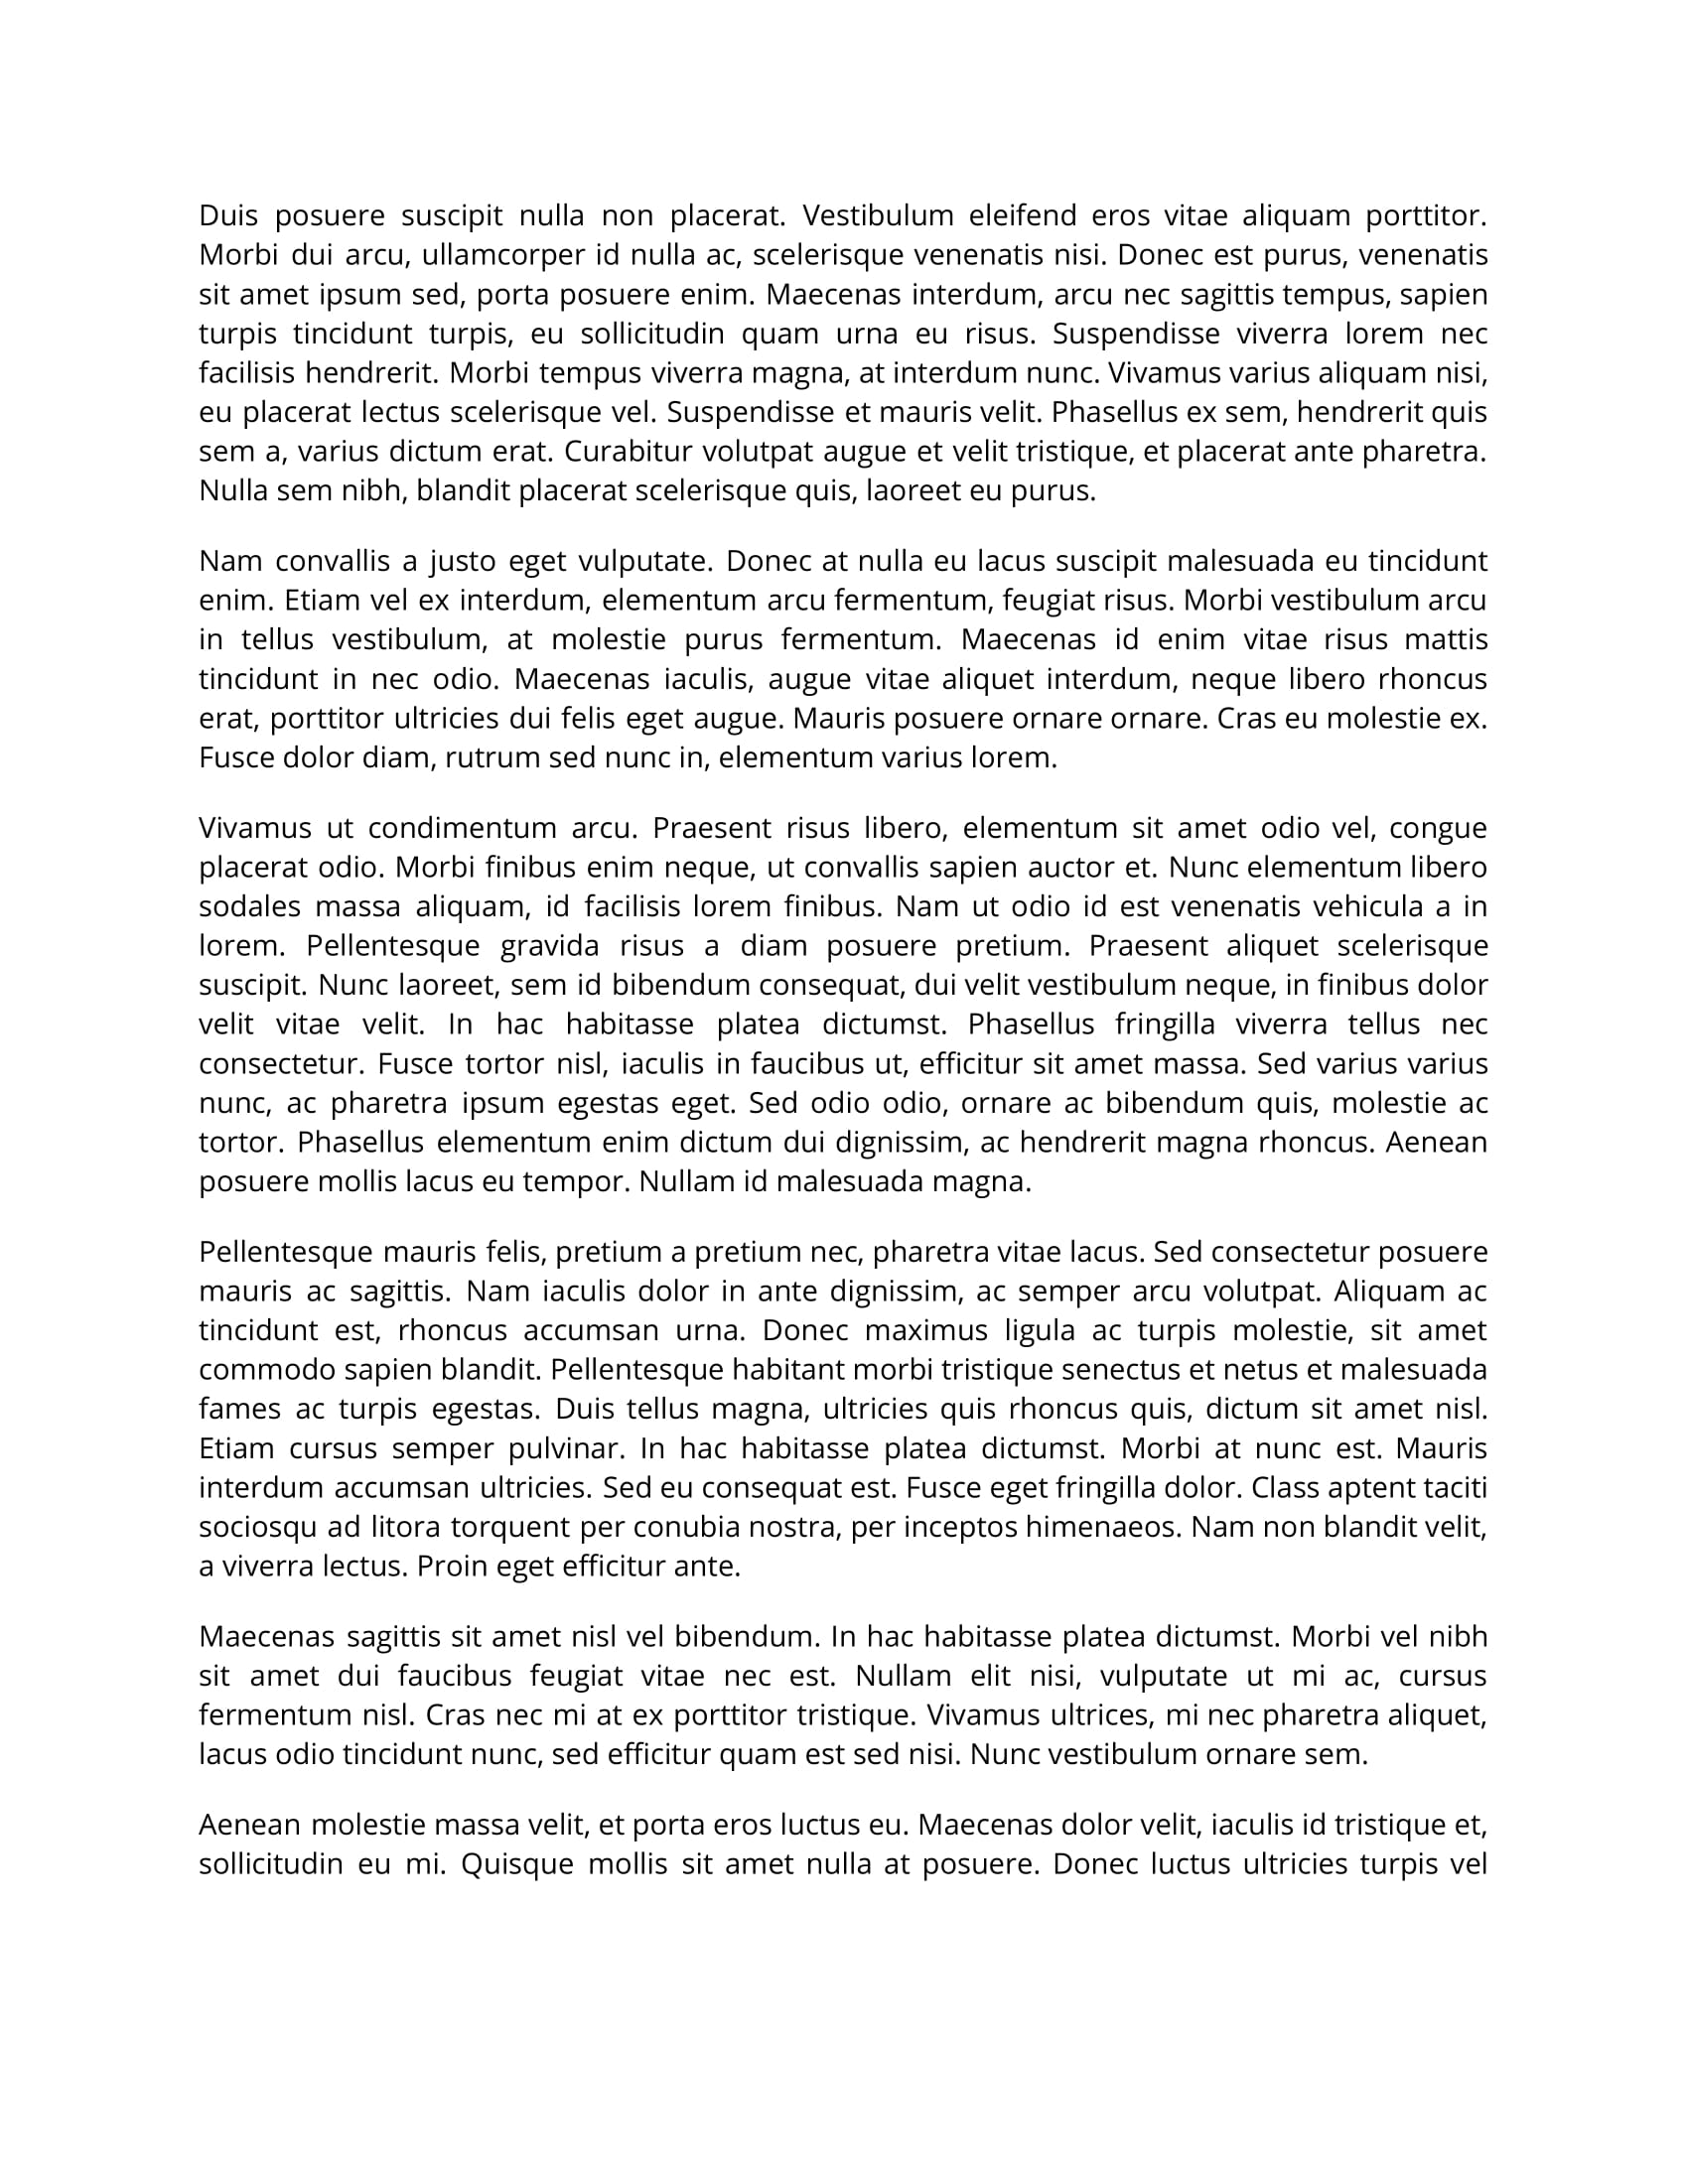 Duis posuere suscipit nulla non placerat. Vestibulum eleifend eros vitae aliquam porttitor.
Morbi dui arcu, ullamcorper id nulla ac, scelerisque venenatis nisi. Donec est purus, venenatis
sit amet ipsum sed, porta posuere enim. Maecenas interdum, arcu nec sagittis tempus, sapien
turpis tincidunt turpis, eu sollicitudin quam urna eu risus. Suspendisse viverra lorem nec
facilisis hendrerit. Morbi tempus viverra magna, at interdum nunc. Vivamus varius aliquam nisi,
eu placerat lectus scelerisque vel. Suspendisse et mauris velit. Phasellus ex sem, hendrerit quis
sem a, varius dictum erat. Curabitur volutpat augue et velit tristique, et placerat ante pharetra.
Nulla sem nibh, blandit placerat scelerisque quis, laoreet eu purus.
Nam convallis a justo eget vulputate. Donec at nulla eu lacus suscipit malesuada eu tincidunt
enim. Etiam vel ex interdum, elementum arcu fermentum, feugiat risus. Morbi vestibulum arcu
in tellus vestibulum, at molestie purus fermentum. Maecenas id enim vitae risus mattis
tincidunt in nec odio. Maecenas iaculis, augue vitae aliquet interdum, neque libero rhoncus
erat, porttitor ultricies dui felis eget augue. Mauris posuere ornare ornare. Cras eu molestie ex.
Fusce dolor diam, rutrum sed nunc in, elementum varius lorem.
Vivamus ut condimentum arcu. Praesent risus libero, elementum sit amet odio vel, congue
placerat odio. Morbi finibus enim neque, ut convallis sapien auctor et. Nunc elementum libero
sodales massa aliquam, id facilisis lorem finibus. Nam ut odio id est venenatis vehicula a in
lorem. Pellentesque gravida risus a diam posuere pretium. Praesent aliquet scelerisque
suscipit. Nunc laoreet, sem id bibendum consequat, dui velit vestibulum neque, in finibus dolor
velit vitae velit. In hac habitasse platea dictumst. Phasellus fringilla viverra tellus nec
consectetur. Fusce tortor nisl, iaculis in faucibus ut, efficitur sit amet massa. Sed varius varius
nunc, ac pharetra ipsum egestas eget. Sed odio odio, ornare ac bibendum quis, molestie ac
tortor. Phasellus elementum enim dictum dui dignissim, ac hendrerit magna rhoncus. Aenean
posuere mollis lacus eu tempor. Nullam id malesuada magna.
Pellentesque mauris felis, pretium a pretium nec, pharetra vitae lacus. Sed consectetur posuere
mauris ac sagittis. Nam iaculis dolor in ante dignissim, ac semper arcu volutpat. Aliquam ac
tincidunt est, rhoncus accumsan urna. Donec maximus ligula ac turpis molestie, sit amet
commodo sapien blandit. Pellentesque habitant morbi tristique senectus et netus et malesuada
fames ac turpis egestas. Duis tellus magna, ultricies quis rhoncus quis, dictum sit amet nisl.
Etiam cursus semper pulvinar. In hac habitasse platea dictumst. Morbi at nunc est. Mauris
interdum accumsan ultricies. Sed eu consequat est. Fusce eget fringilla dolor. Class aptent taciti
sociosqu ad litora torquent per conubia nostra, per inceptos himenaeos. Nam non blandit velit,
a viverra lectus. Proin eget efficitur ante.
Maecenas sagittis sit amet nisl vel bibendum. In hac habitasse platea dictumst. Morbi vel nibh
sit amet dui faucibus feugiat vitae nec est. Nullam elit nisi, vulputate ut mi ac, cursus
fermentum nisl. Cras nec mi at ex porttitor tristique. Vivamus ultrices, mi nec pharetra aliquet,
lacus odio tincidunt nunc, sed efficitur quam est sed nisi. Nunc vestibulum ornare sem.
Aenean molestie massa velit, et porta eros luctus eu. Maecenas dolor velit, iaculis id tristique et,
sollicitudin eu mi. Quisque mollis sit amet nulla at posuere. Donec luctus ultricies turpis vel